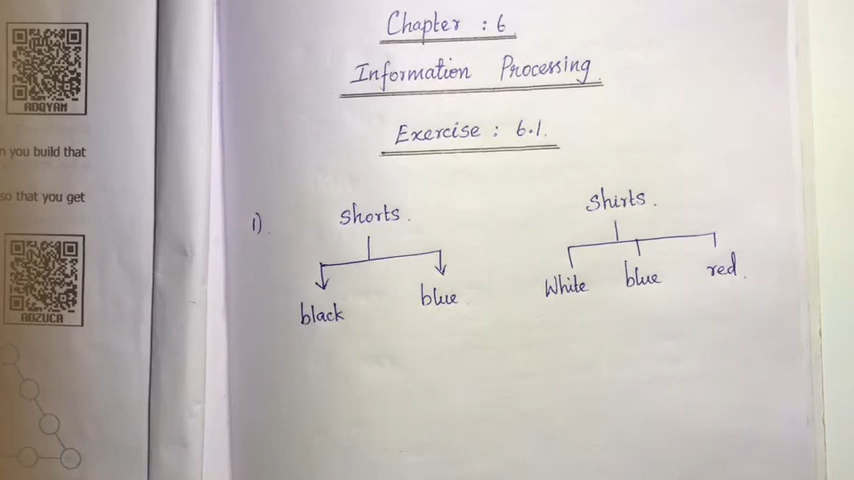 ADQYAM
n you build that
so that you get
ADZUCA
Chapter : 6
Information Processing.
Exercise : 6.1.
1).
Shorts.
Shirts.
black
blue
White
blue
red.